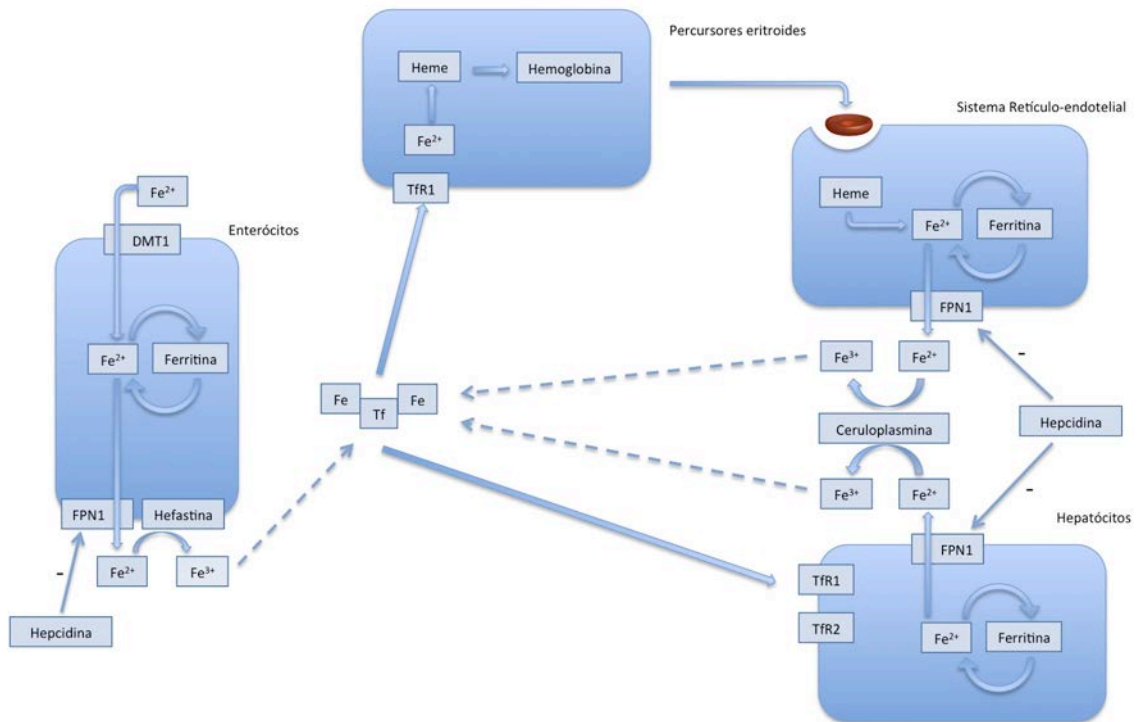 Percursores eritroides
Heme
Hemoglobina
Fe2+
TfR1
Sistema Retículo-endotelial
Heme
Fe2+
Ferritina
FPN1
Fe3+
Fe2+
Ceruloplasmina
Fe3+
Fe2+
Hepcidina
-
-
Fe2+
DMT1
Enterócitos
Fe2+
Ferritina
FPN1
Hefastina
Fe2+
Fe3+
-
Hepcidina
Fe
Tf
Fe
Hepatócitos
FPN1
TfR1
TfR2
Fe2+
Ferritina